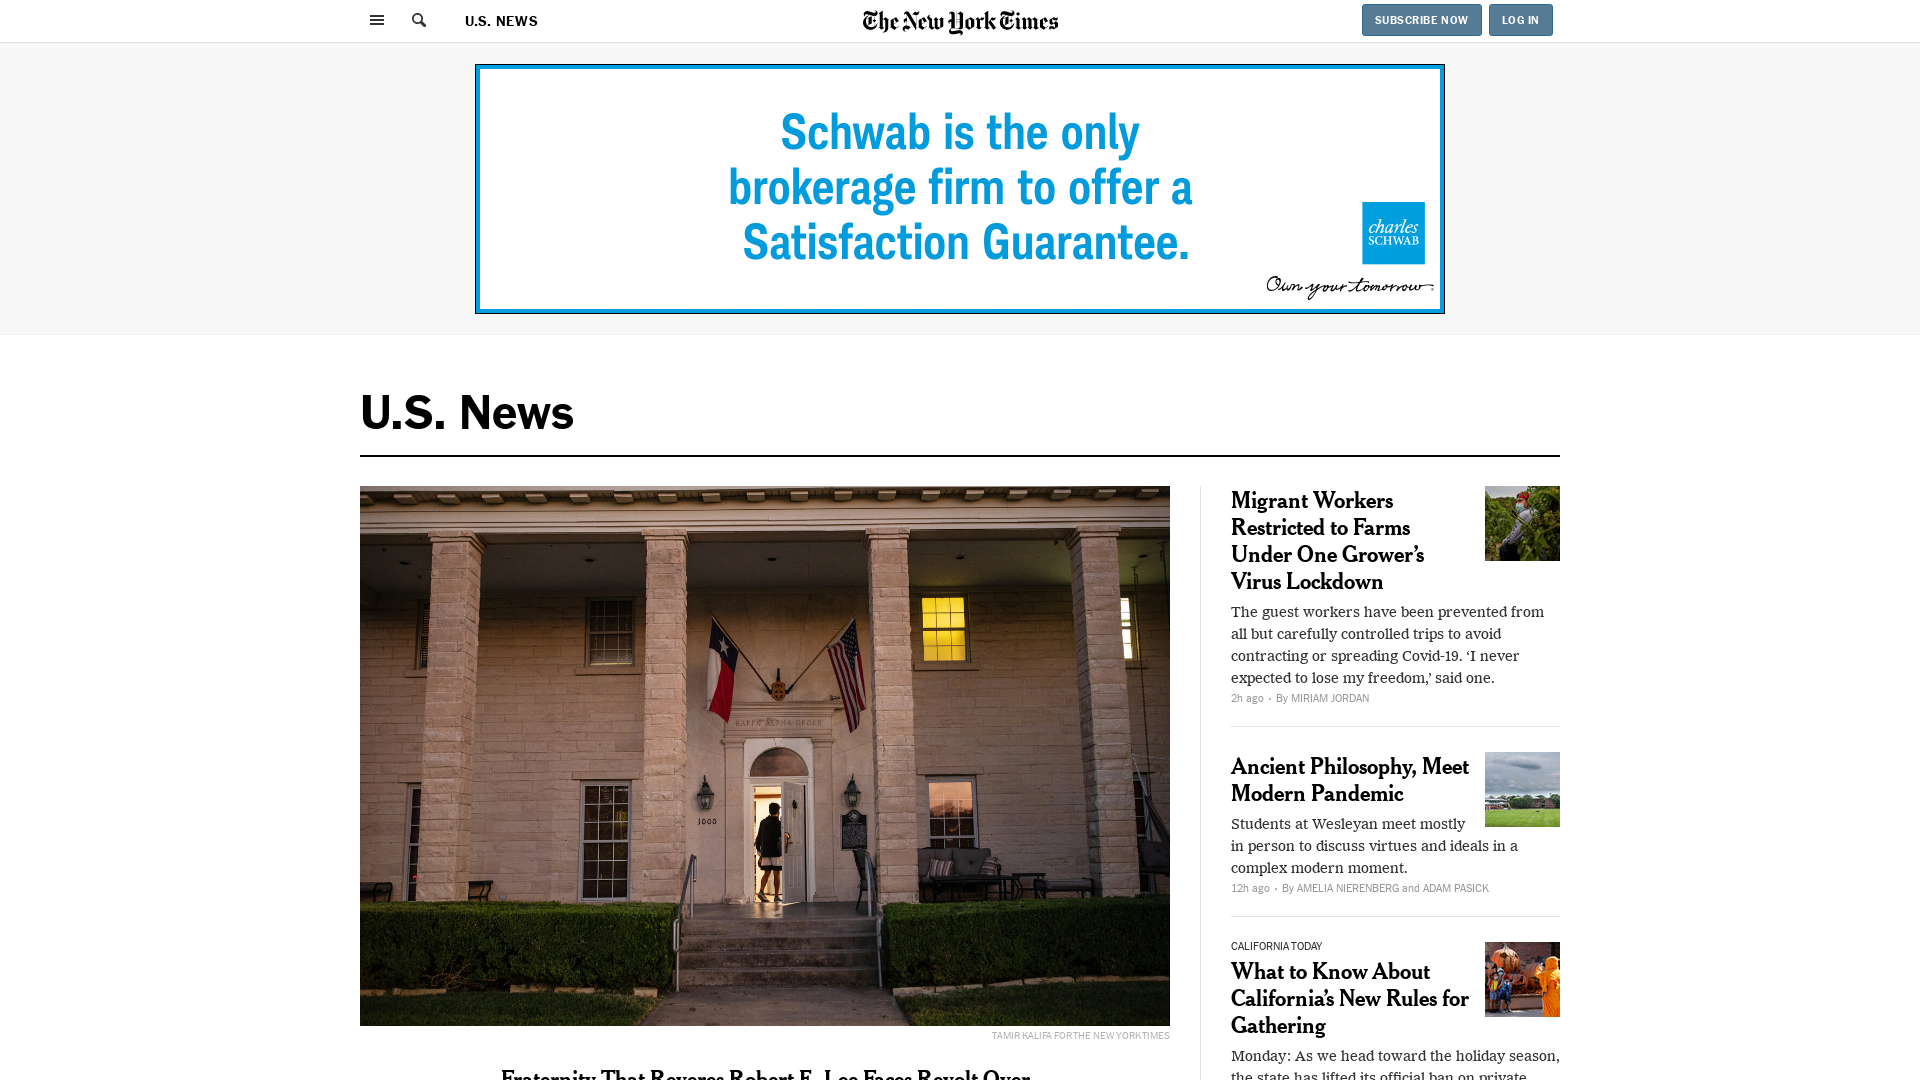 U.S. NEWS
The New York Times
SUBSCRIBE NOW
LOG IN
Schwab is the only
brokerage firm to offer a
Satisfaction Guarantee.
charles
SCHWAB
Own your tomorrow.
U.S. News
KAPPA ALPHA ORDER
1000
TAMIR KALIFA FOR THE NEW YORK TIMES
Fraternity That Reveres Robert E. Lee Faces Revolt Over
Migrant Workers
Restricted to Farms
Under One Grower’s
Virus Lockdown
The guest workers have been prevented from
all but carefully controlled trips to avoid
contracting or spreading Covid-19. ‘I never
expected to lose my freedom,’ said one.
2h ago • By MIRIAM JORDAN
Ancient Philosophy, Meet
Modern Pandemic
Students at Wesleyan meet mostly
in person to discuss virtues and ideals in a
complex modern moment.
12h ago • By AMELIA NIERENBERG and ADAM PASICK
CALIFORNIA TODAY
What to Know About
California’s New Rules for
Gathering
Monday: As we head toward the holiday season,
the state has lifted its official ban on private